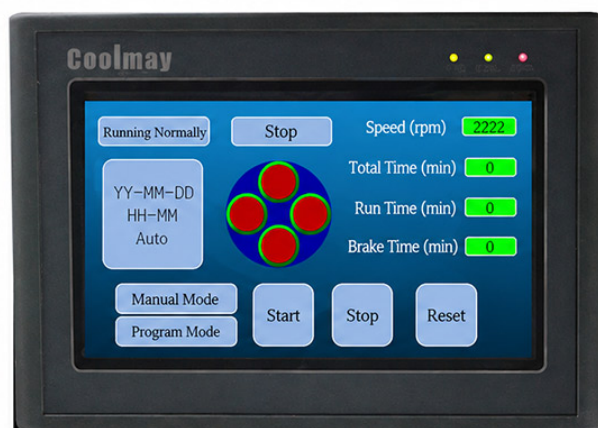 Coolmay
Running Normally
Stop
Speed (rpm) 2222
YY-MM-DD
HH-MM
Auto
Total Time (min) 0
Run Time (min) 0
Brake Time (min) 0
Manual Mode
Program Mode
Start
Stop
Reset